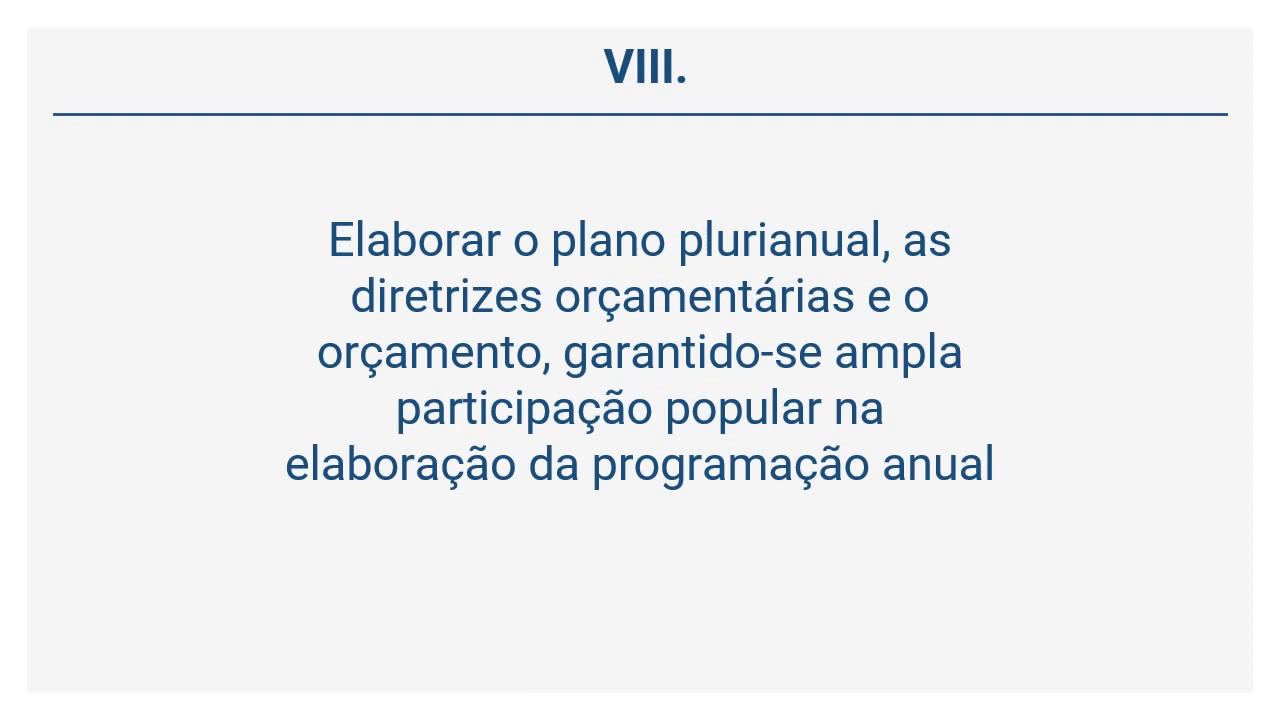 VIII.
Elaborar o plano plurianual, as
diretrizes orçamentárias e o
orçamento, garantido-se ampla
participação popular na
elaboração da programação anual